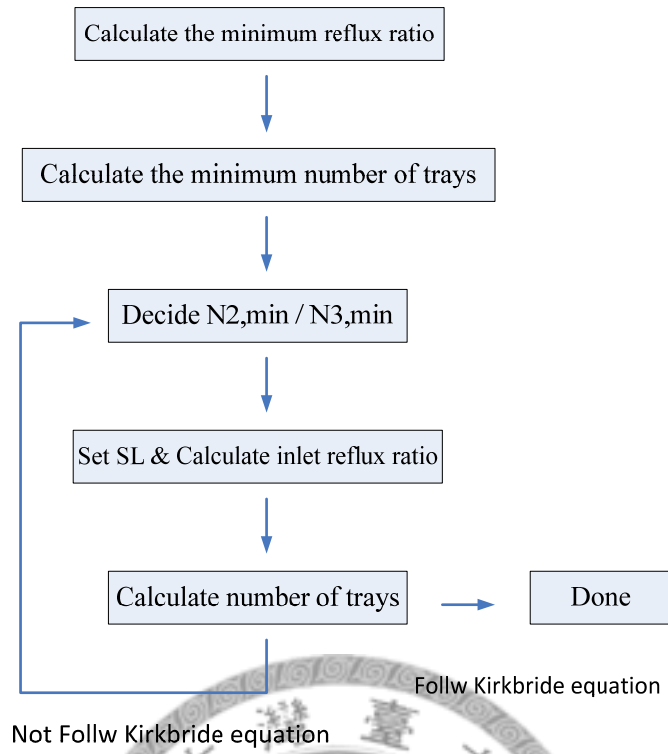 Calculate the minimum reflux ratio
Calculate the minimum number of trays
Decide N2,min / N3,min
Set SL & Calculate inlet reflux ratio
Calculate number of trays
Done
Follw Kirkbride equation
Not Follw Kirkbride equation
臺